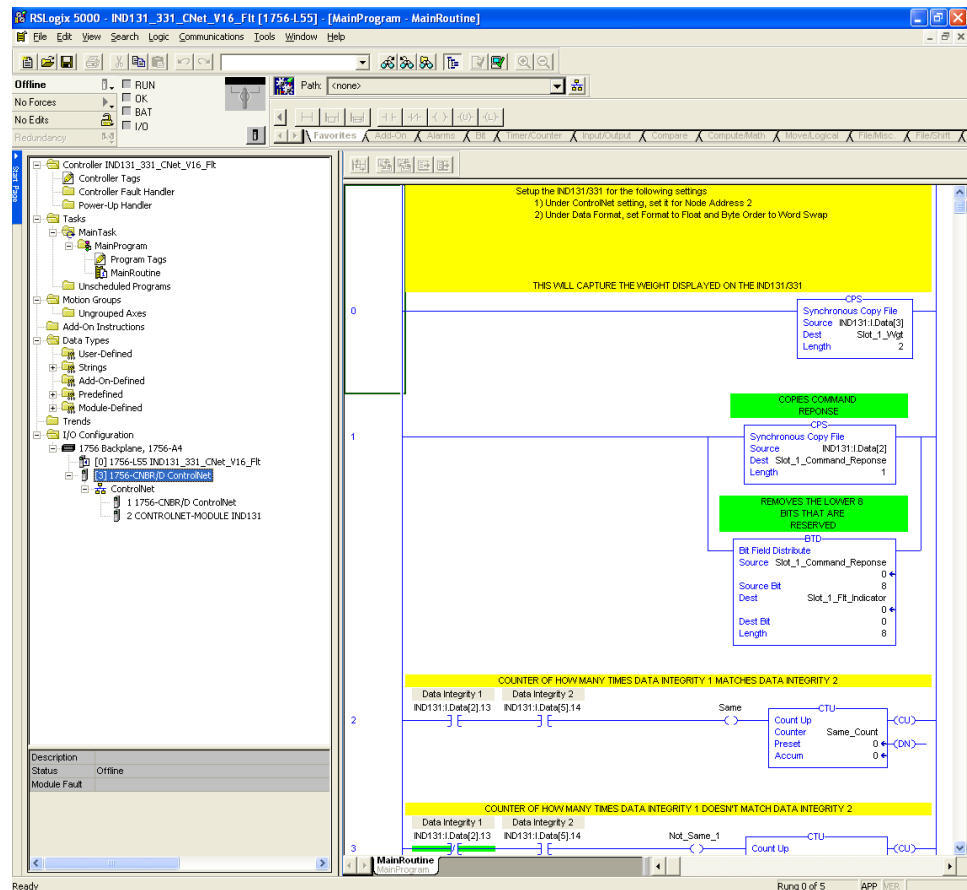 RSLogix 5000 - IND131_331_CNet_V16_Flt [1756-L55] - [MainProgram - MainRoutine]
File Edit View Search Logic Communications Tools Window Help
Offline
RUN
No Forces
OK
No Edits
BAT
Redundancy
I/O
Path: <none>
Favorites Add-On Alarms Bit Timer/Counter Input/Output Compare Compute/Math Move/Logical File/Misc. File/Shift
Start Page
Controller IND131_331_CNet_V16_Flt
Controller Tags
Controller Fault Handler
Power-Up Handler
Tasks
MainTask
MainProgram
Program Tags
MainRoutine
Unscheduled Programs
Motion Groups
Ungrouped Axes
Add-On Instructions
Data Types
User-Defined
Strings
Add-On-Defined
Predefined
Module-Defined
Trends
I/O Configuration
1756 Backplane, 1756-A4
[0] 1756-L55 IND131_331_CNet_V16_Flt
[3] 1756-CNBR/D ControlNet
ControlNet
1 1756-CNBR/D ControlNet
2 CONTROLNET-MODULE IND131
Description
Status Offline
Module Fault
Setup the IND131/331 for the following settings
1) Under ControlNet setting, set it for Node Address 2
2) Under Data Format, set Format to Float and Byte Order to Word Swap
THIS WILL CAPTURE THE WEIGHT DISPLAYED ON THE IND131/331
0
CPS
Synchronous Copy File
Source IND131:I.Data[3]
Dest Slot_1_Wgt
Length 2
COPIES COMMAND
REPONSE
1
CPS
Synchronous Copy File
Source IND131:I.Data[2]
Dest Slot_1_Command_Reponse
Length 1
REMOVES THE LOWER 8
BITS THAT ARE
RESERVED
BTD
Bit Field Distribute
Source Slot_1_Command_Reponse
0
Source Bit 8
Dest Slot_1_Flt_Indicator
0
Dest Bit 0
Length 8
COUNTER OF HOW MANY TIMES DATA INTEGRITY 1 MATCHES DATA INTEGRITY 2
Data Integrity 1 Data Integrity 2
IND131:I.Data[2].13 IND131:I.Data[5].14 Same
2
CTU
Count Up (CU)
Counter Same_Count
Preset 0 (DN)
Accum 0
COUNTER OF HOW MANY TIMES DATA INTEGRITY 1 DOESN'T MATCH DATA INTEGRITY 2
Data Integrity 1 Data Integrity 2
IND131:I.Data[2].13 IND131:I.Data[5].14 Not_Same_1
3
CTU
Count Up (CU)
MainRoutine
MainProgram
Ready
Rung 0 of 5 APP VER